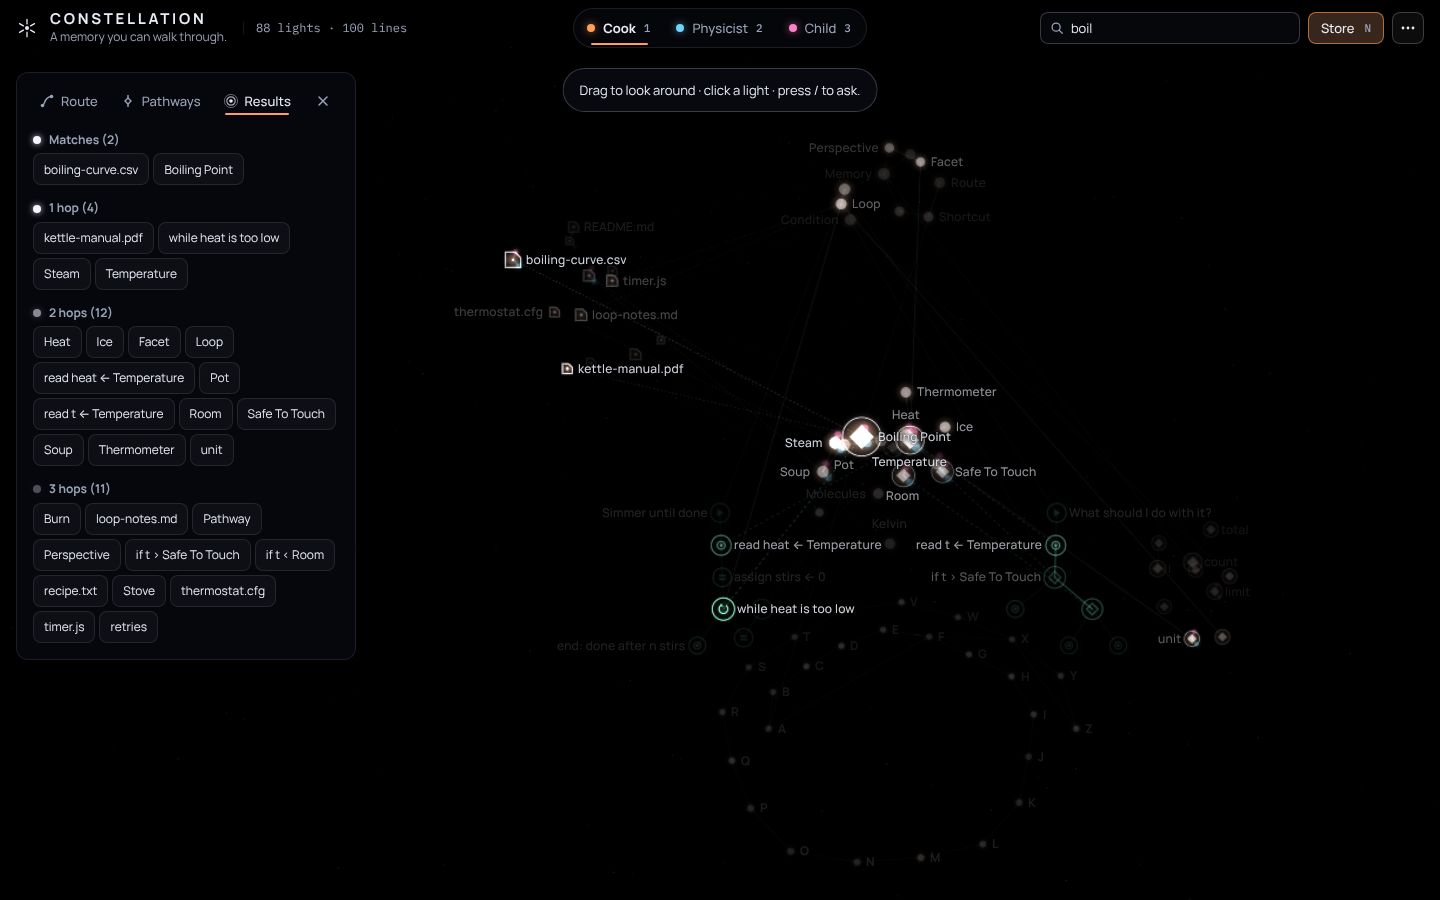 CONSTELLATION
A memory you can walk through.
88 lights · 100 lines
Cook 1
Physicist 2
Child 3
boil
Store N
Route
Pathways
Results
Drag to look around · click a light · press / to ask.
Matches (2)
boiling-curve.csv
Boiling Point
1 hop (4)
kettle-manual.pdf
while heat is too low
Steam
Temperature
2 hops (12)
Heat
Ice
Facet
Loop
read heat ← Temperature
Pot
read t ← Temperature
Room
Safe To Touch
Soup
Thermometer
unit
3 hops (11)
Burn
loop-notes.md
Pathway
Perspective
if t > Safe To Touch
if t < Room
recipe.txt
Stove
thermostat.cfg
timer.js
retries
Perspective
Facet
Memory
Route
Loop
Shortcut
Condition
README.md
boiling-curve.csv
timer.js
thermostat.cfg
loop-notes.md
kettle-manual.pdf
Thermometer
Heat
Ice
Steam
Boiling Point
Pot
Temperature
Soup
Safe To Touch
Molecules
Room
Simmer until done
What should I do with it?
Kelvin
total
read heat ← Temperature
read t ← Temperature
count
assign stirs ← 0
if t > Safe To Touch
i
limit
while heat is too low
V
W
unit
end: done after n stirs
T
D
E
F
X
G
S
C
H
Y
B
R
A
I
Z
Q
J
P
K
O
N
M
L